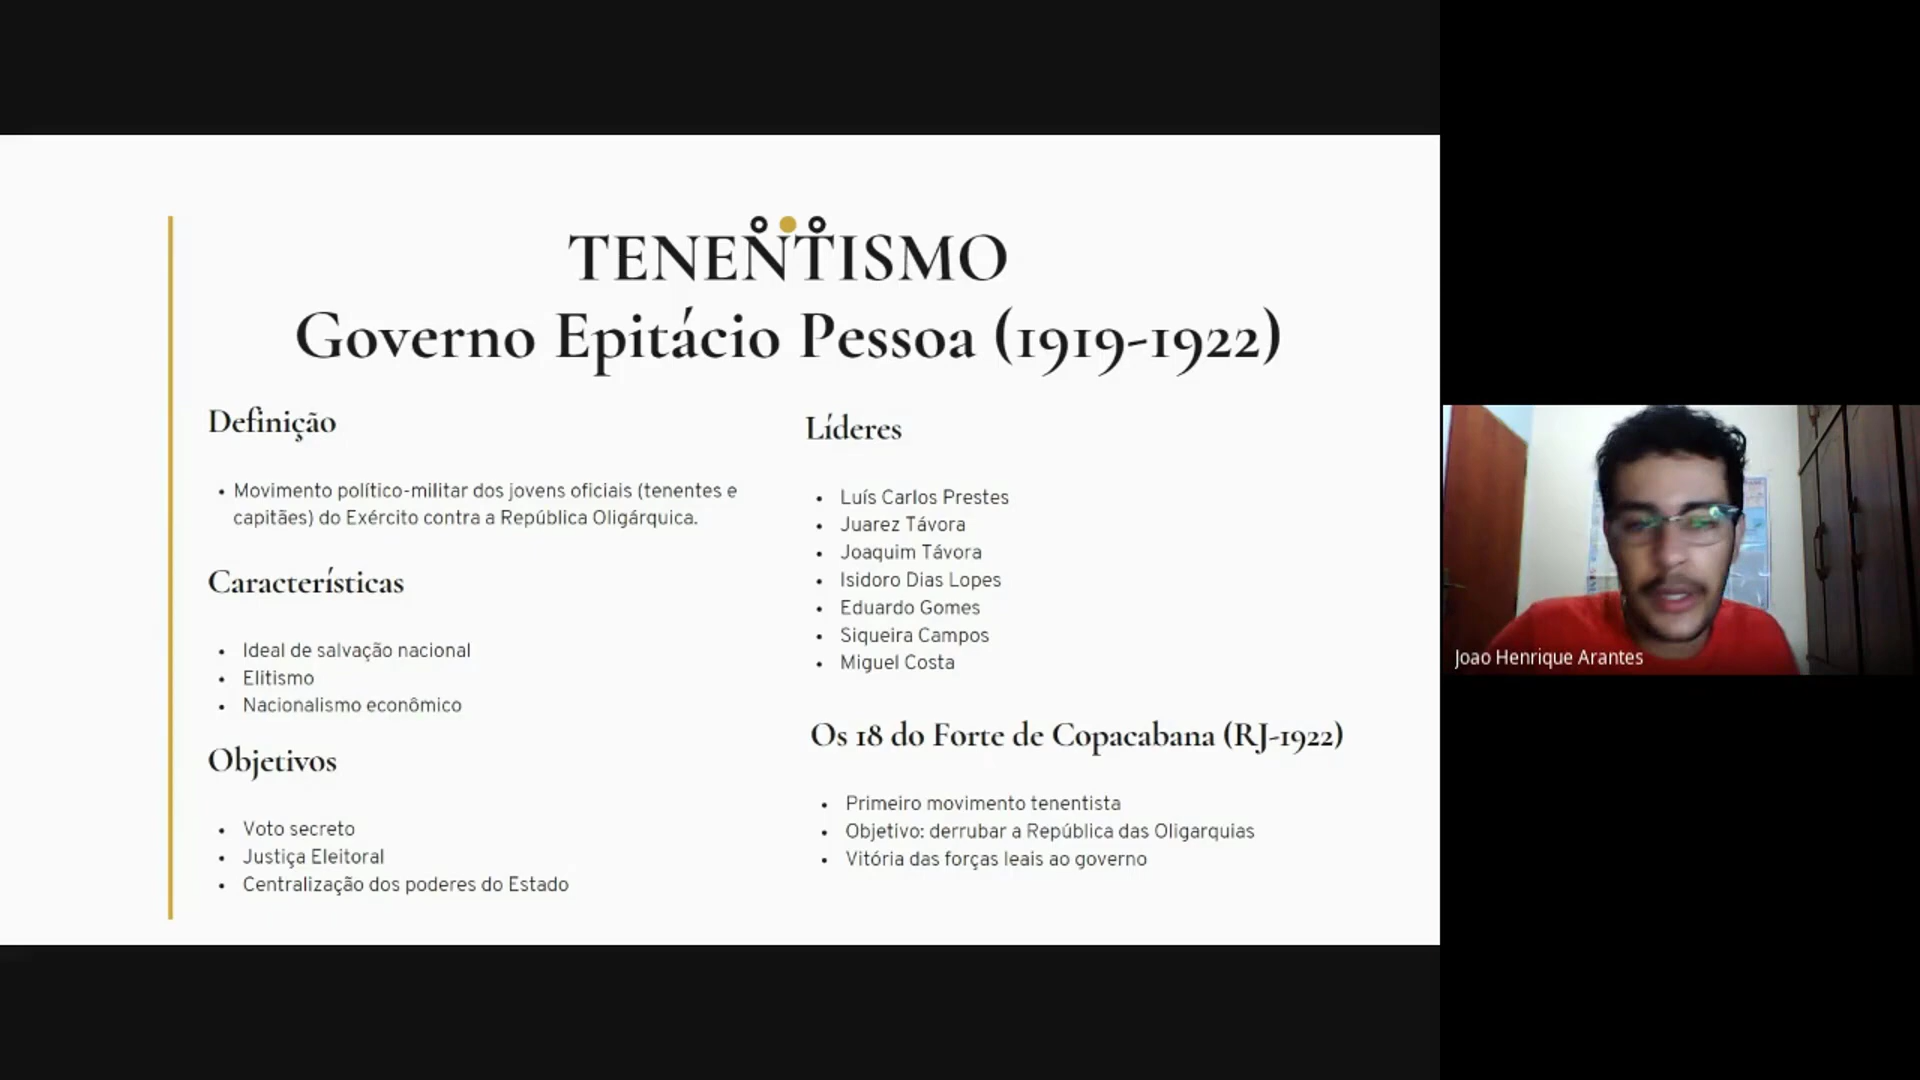 TENENTISMO
Governo Epitácio Pessoa (1919-1922)
Definição
• Movimento político-militar dos jovens oficiais (tenentes e
capitães) do Exército contra a República Oligárquica.
Características
• Ideal de salvação nacional
• Elitismo
• Nacionalismo econômico
Objetivos
• Voto secreto
• Justiça Eleitoral
• Centralização dos poderes do Estado
Líderes
• Luís Carlos Prestes
• Juarez Távora
• Joaquim Távora
• Isidoro Dias Lopes
• Eduardo Gomes
• Siqueira Campos
• Miguel Costa
Os 18 do Forte de Copacabana (RJ-1922)
• Primeiro movimento tenentista
• Objetivo: derrubar a República das Oligarquias
• Vitória das forças leais ao governo
Joao Henrique Arantes